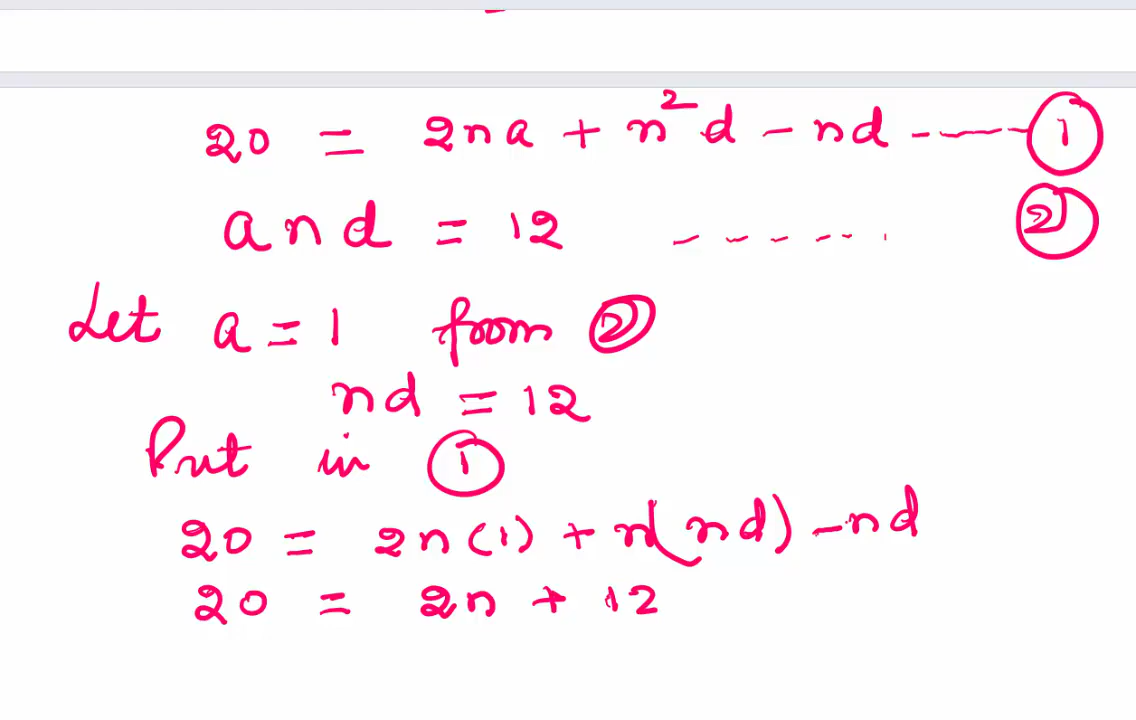 20 = 2na + n²d - nd ------ ①
and = 12 ------ ②
Let a = 1 from ②
nd = 12
Put in ①
20 = 2n(1) + n(nd) - nd
20 = 2n + 12